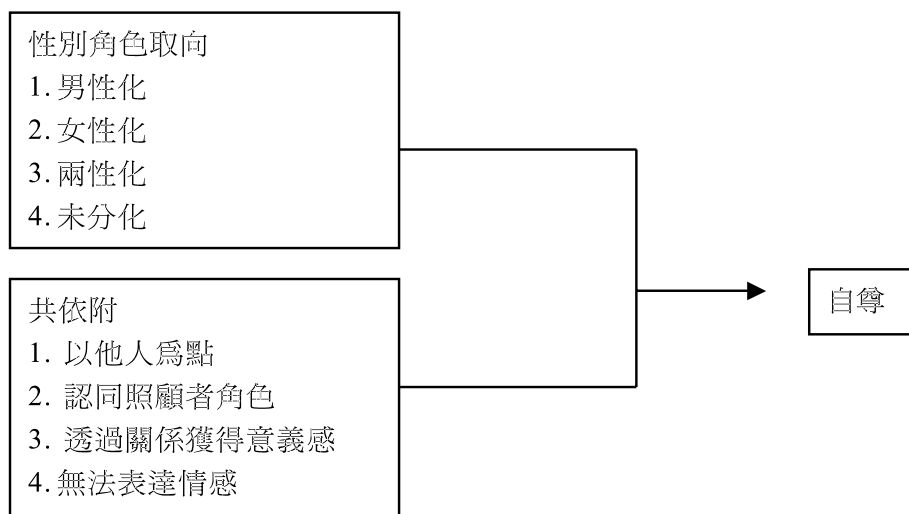 性別角色取向
1. 男性化
2. 女性化
3. 兩性化
4. 未分化
共依附
1. 以他人為點
2. 認同照顧者角色
3. 透過關係獲得意義感
4. 無法表達情感
自尊